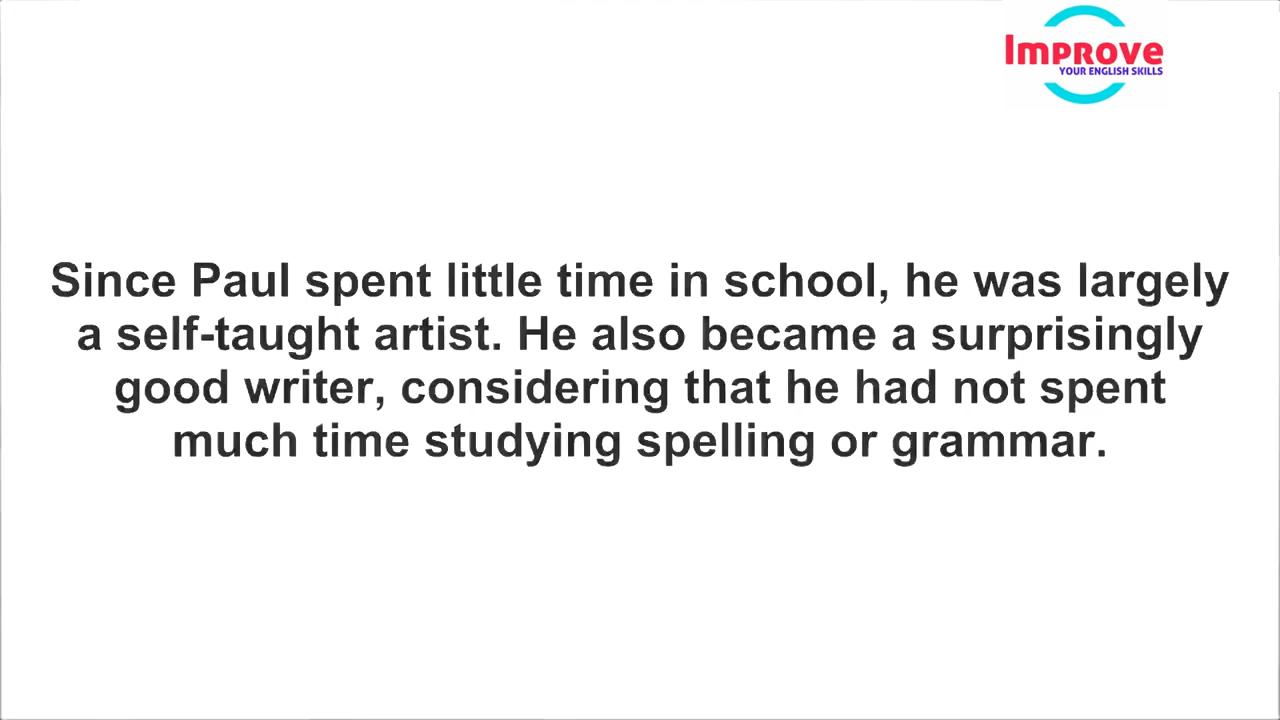 Improve
YOUR ENGLISH SKILLS
Since Paul spent little time in school, he was largely
a self-taught artist. He also became a surprisingly
good writer, considering that he had not spent
much time studying spelling or grammar.